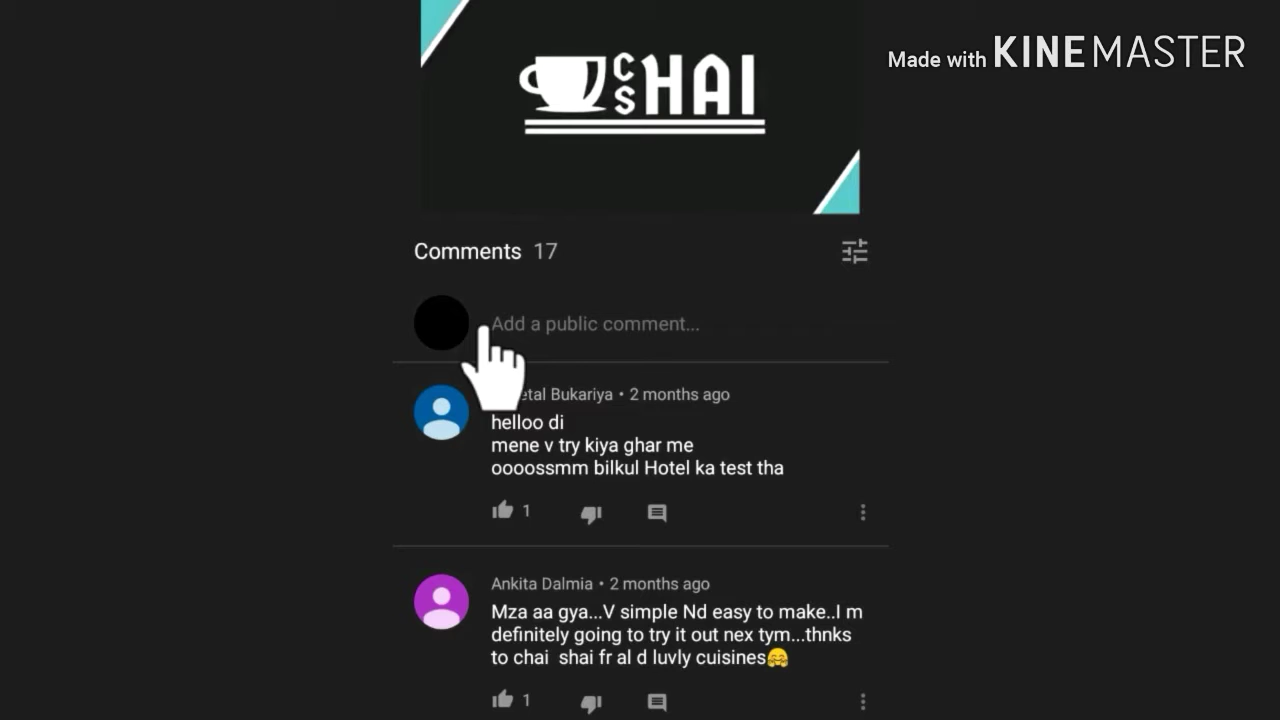 Made with KINEMASTER
C
S HAI
Comments 17
Add a public comment...
etal Bukariya • 2 months ago
helloo di
mene v try kiya ghar me
oooossmm bilkul Hotel ka test tha
1
Ankita Dalmia • 2 months ago
Mza aa gya...V simple Nd easy to make..I m
definitely going to try it out nex tym...thnks
to chai  shai fr al d luvly cuisines🤗
1